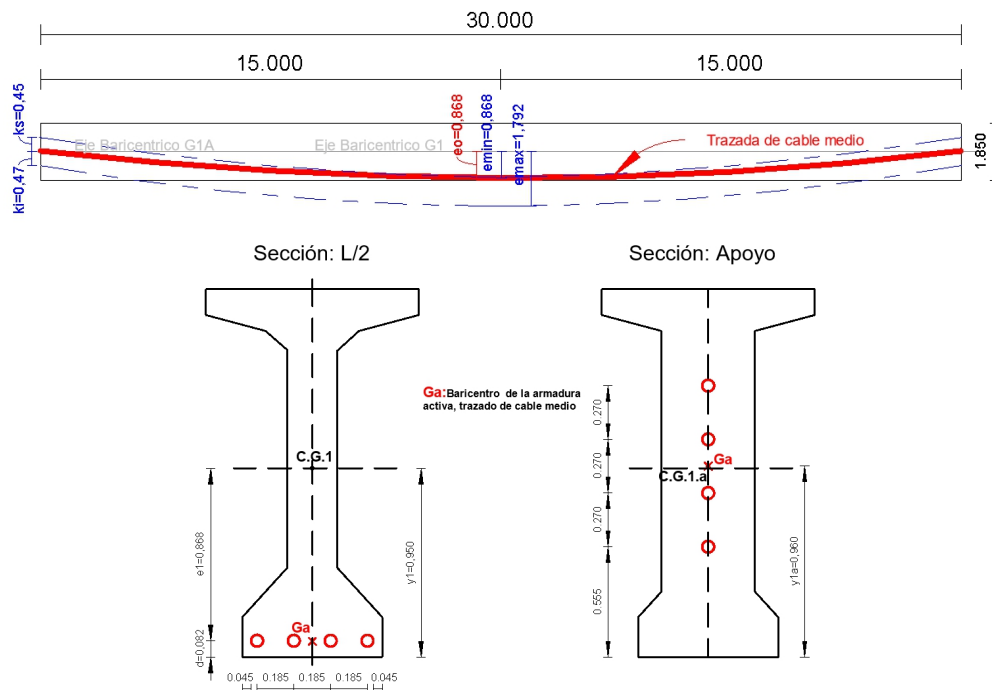 30.000
15.000
15.000
ks=0,45
ki=0,47
Eje Baricentrico G1A
Eje Baricentrico G1
eo=0,868
emin=0,868
emax=1,792
Trazada de cable medio
1.850
Sección: L/2
Sección: Apoyo
Ga:Baricentro de la armadura
activa, trazado de cable medio
C.G.1
e1=0,868
y1=0,950
d=0,082
Ga
0.045
0.185
0.185
0.185
0.045
0.270
0.270
0.270
0.555
Ga
C.G.1.a
y1a=0,960